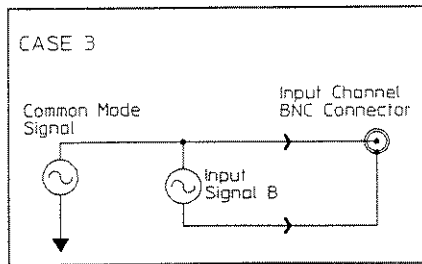 CASE 3
Input Channel
BNC Connector
Common Mode
Signal
Input
Signal B